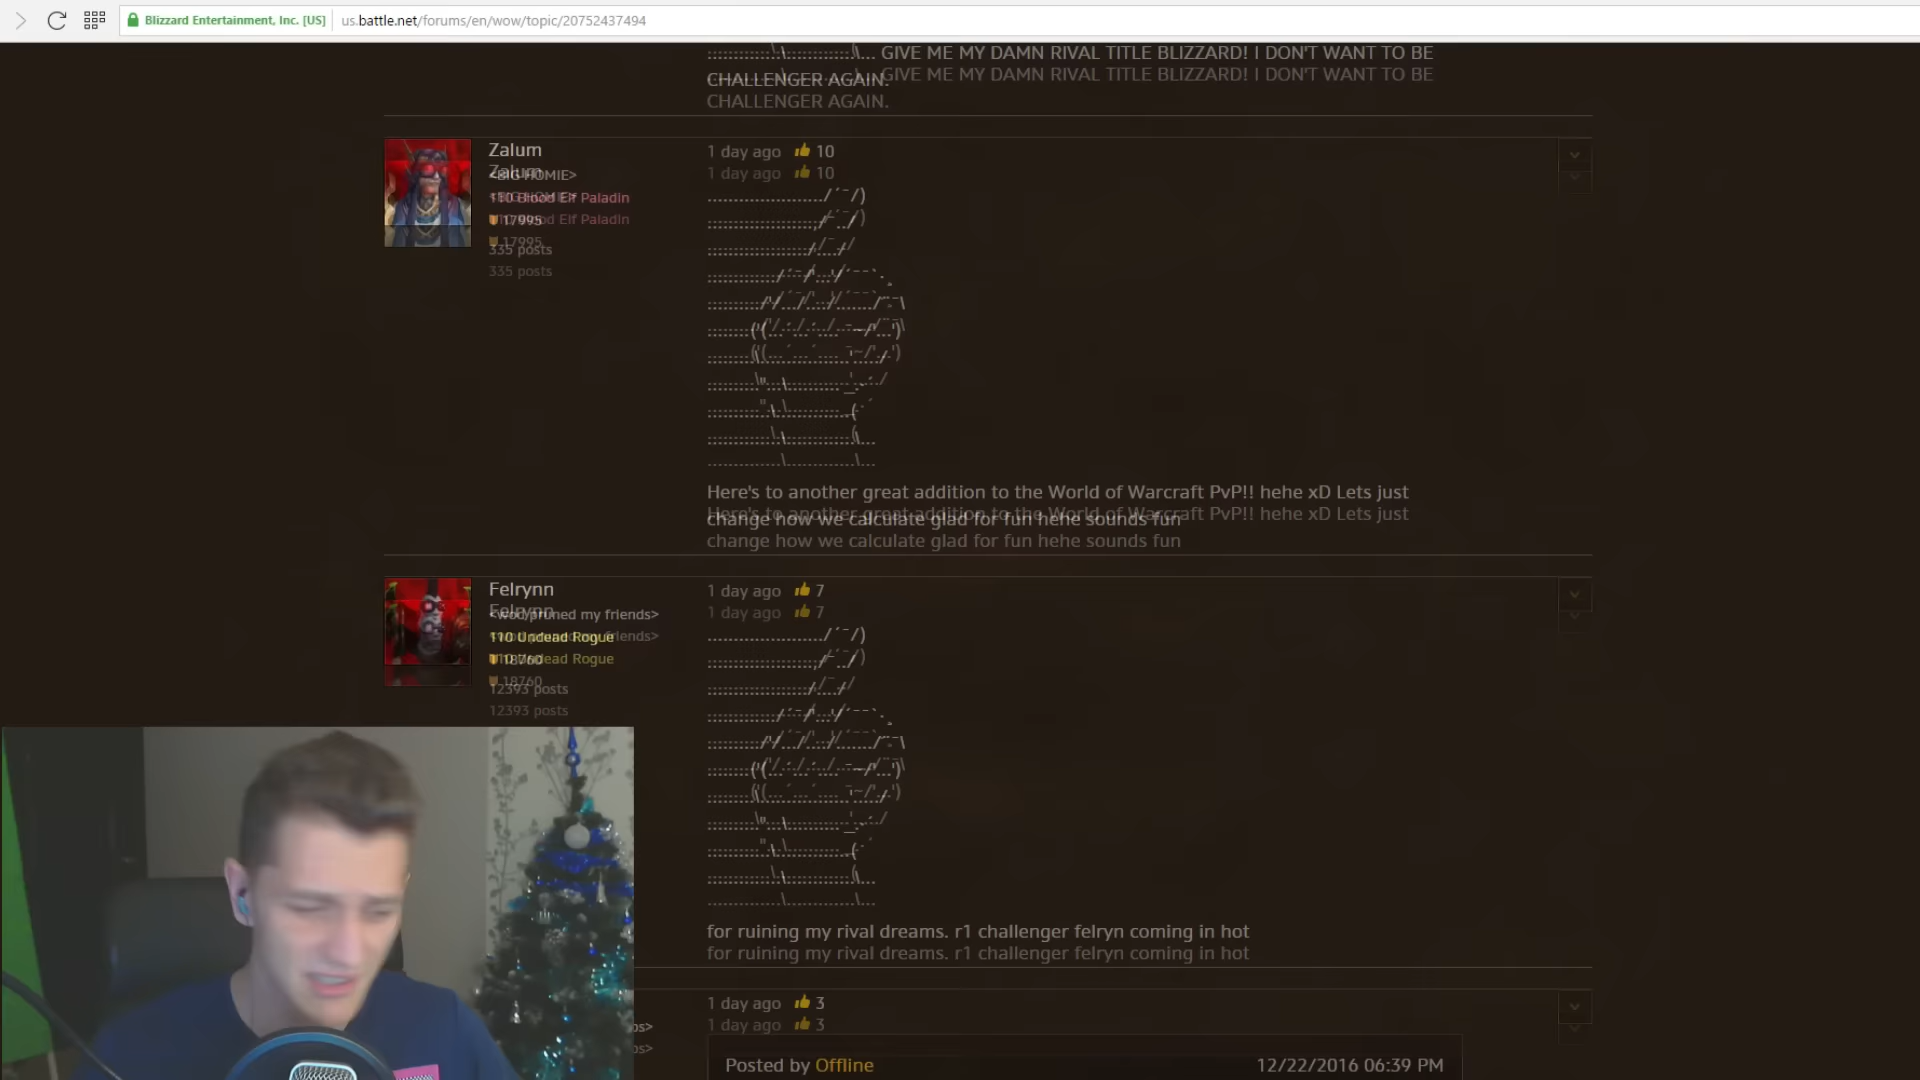 Blizzard Entertainment, Inc. [US]
us.battle.net/forums/en/wow/topic/20752437494
GIVE ME MY DAMN RIVAL TITLE BLIZZARD! I DON'T WANT TO BE
CHALLENGER AGAIN.
Zalum
<BIG HOMIE>
110 Blood Elf Paladin
17995
335 posts
1 day ago 10
Here's to another great addition to the World of Warcraft PvP!! hehe xD Lets just
change how we calculate glad for fun hehe sounds fun
Felrynn
<wod pruned my friends>
110 Undead Rogue
18760
12393 posts
1 day ago 7
for ruining my rival dreams. r1 challenger felryn coming in hot
1 day ago 3
Posted by Offline
12/22/2016 06:39 PM